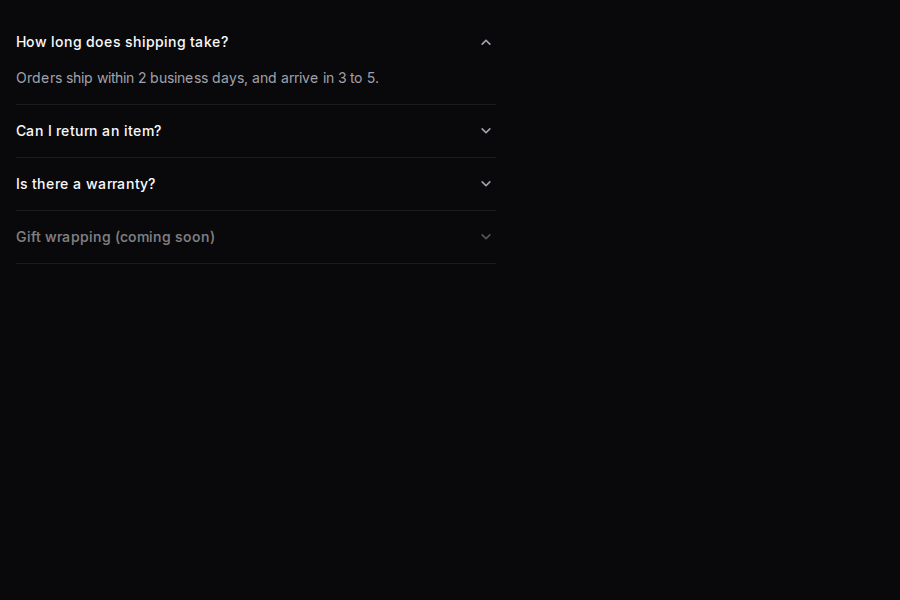 How long does shipping take?
Orders ship within 2 business days, and arrive in 3 to 5.
Can I return an item?
Is there a warranty?
Gift wrapping (coming soon)